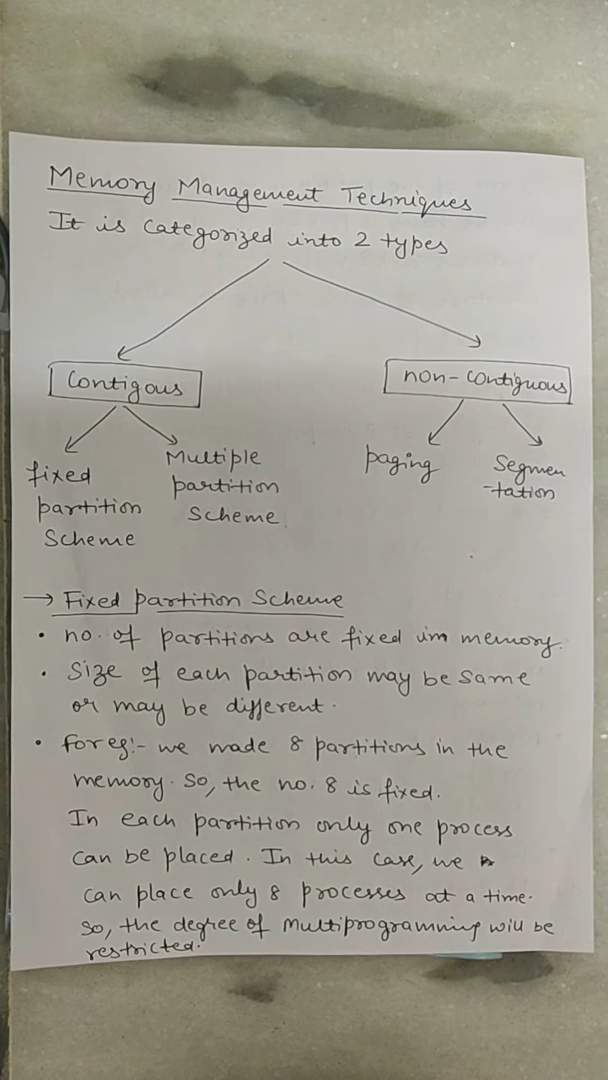 Memory Management Techniques
It is categorized into 2 types
Contigous
non-contiguous
fixed
partition
Scheme
Multiple
partition
Scheme
paging
Segmen
-tation
→ Fixed partition Scheme
• no. of partitions are fixed in memory.
• Size of each partition may be same
or may be different.
• for eg:- we made 8 partitions in the
memory. So, the no. 8 is fixed.
In each partition only one process
can be placed. In this case, we
can place only 8 processes at a time.
So, the degree of multiprogramming will be
restricted.